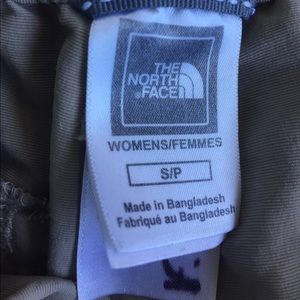 THE
NORTH
FACE
WOMENS/FEMMES
S/P
Made in Bangladesh
Fabriqué au Bangladesh